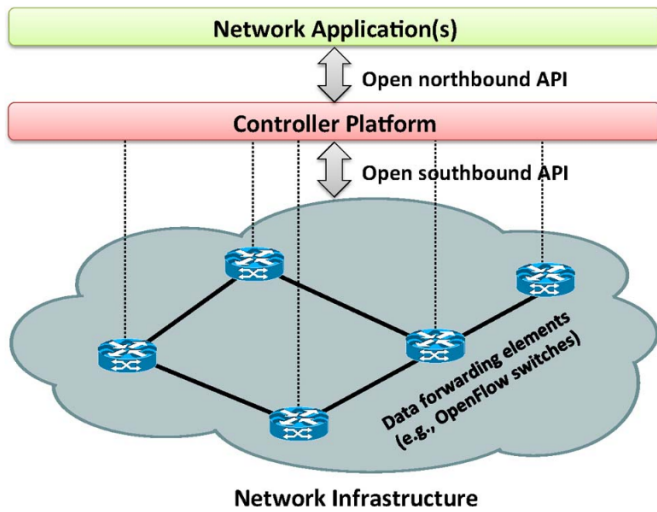 Network Application(s)
Open northbound API
Controller Platform
Open southbound API
Data forwarding elements
(e.g., OpenFlow switches)
Network Infrastructure